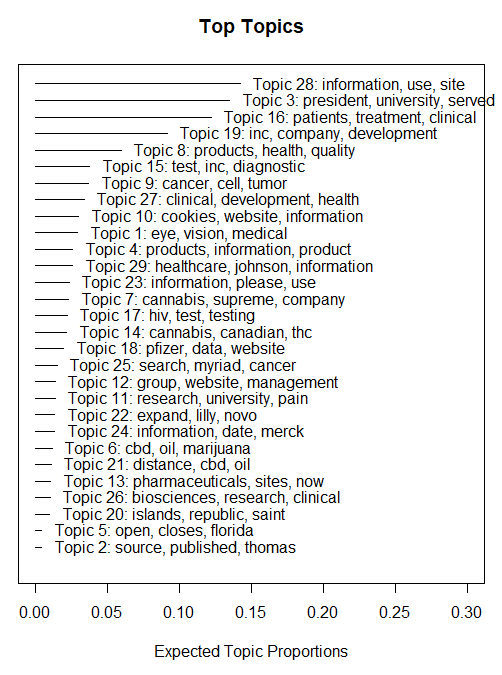 Top Topics
Topic 28: information, use, site
Topic 3: president, university, served
Topic 16: patients, treatment, clinical
Topic 19: inc, company, development
Topic 8: products, health, quality
Topic 15: test, inc, diagnostic
Topic 9: cancer, cell, tumor
Topic 27: clinical, development, health
Topic 10: cookies, website, information
Topic 1: eye, vision, medical
Topic 4: products, information, product
Topic 29: healthcare, johnson, information
Topic 23: information, please, use
Topic 7: cannabis, supreme, company
Topic 17: hiv, test, testing
Topic 14: cannabis, canadian, thc
Topic 18: pfizer, data, website
Topic 25: search, myriad, cancer
Topic 12: group, website, management
Topic 11: research, university, pain
Topic 22: expand, lilly, novo
Topic 24: information, date, merck
Topic 6: cbd, oil, marijuana
Topic 21: distance, cbd, oil
Topic 13: pharmaceuticals, sites, now
Topic 26: biosciences, research, clinical
Topic 20: islands, republic, saint
Topic 5: open, closes, florida
Topic 2: source, published, thomas
0.00 0.05 0.10 0.15 0.20 0.25 0.30
Expected Topic Proportions